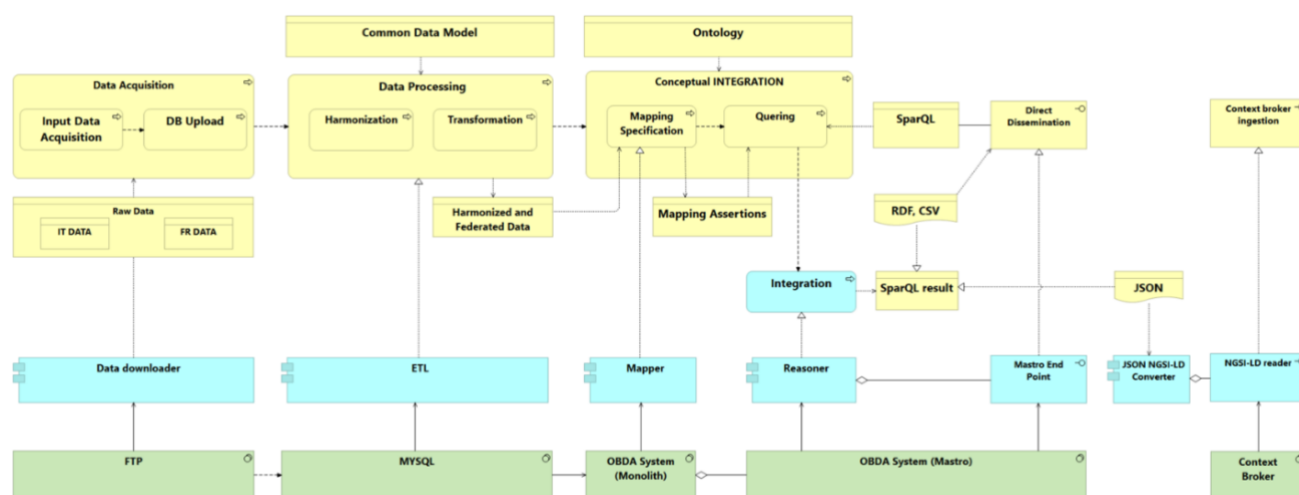 Common Data Model
Ontology
Data Acquisition
Input Data
Acquisition
DB Upload
Data Processing
Harmonization
Transformation
Conceptual INTEGRATION
Mapping
Specification
Quering
SparQL
Direct
Dissemination
Context broker
ingestion
Raw Data
IT DATA
FR DATA
Harmonized and
Federated Data
Mapping Assertions
RDF, CSV
Integration
SparQL result
JSON
Data downloader
ETL
Mapper
Reasoner
Mastro End
Point
JSON NGSI-LD
Converter
NGSI-LD reader
FTP
MYSQL
OBDA System
(Monolith)
OBDA System (Mastro)
Context
Broker